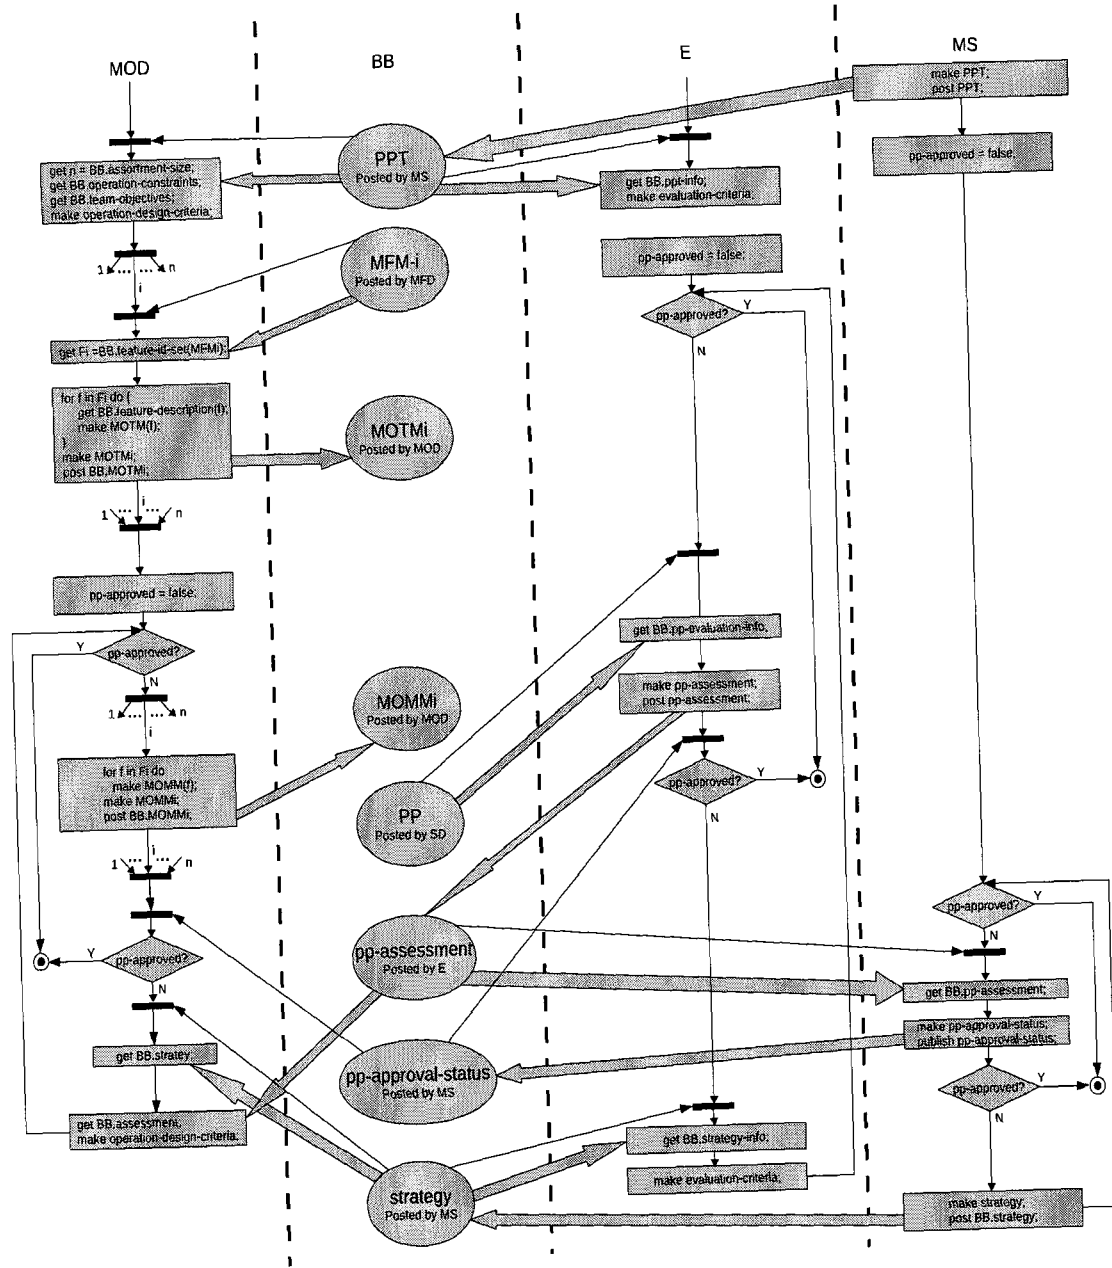 MOD
BB
E
MS
make PPT;
post PPT;
pp-approved = false;
get n = BB.assortment-size;
get BB.operation-constraints;
get BB.team-objectives;
make operation-design-criteria;
PPT
Posted by MS
get BB.ppt-info;
make evaluation-criteria;
1 ... ... n
i
MFM-i
Posted by MFD
pp-approved = false;
pp-approved?
Y
N
get Fi =BB.feature-id-set(MFMi);
for f in Fi do {
get BB.feature-description(f);
make MOTM(f);
}
make MOTMi;
post BB.MOTMi;
MOTMi
Posted by MOD
i
1 ... ... n
pp-approved = false;
pp-approved?
Y
N
1 ... ... n
i
get BB.pp-evaluation-info;
make pp-assessment;
post pp-assessment;
pp-approved?
Y
N
MOMMi
Posted by MOD
for f in Fi do
make MOMM(f);
make MOMMi;
post BB.MOMMi;
PP
Posted by SD
i
1 ... ... n
pp-approved?
Y
N
pp-assessment
Posted by E
pp-approved?
Y
N
get BB.pp-assessment;
make pp-approval-status;
publish pp-approval-status;
pp-approved?
Y
N
get BB.stratey;
pp-approval-status
Posted by MS
get BB.assessment;
make operation-design-criteria;
get BB.strategy-info;
make evaluation-criteria;
strategy
Posted by MS
make strategy;
post BB.strategy;